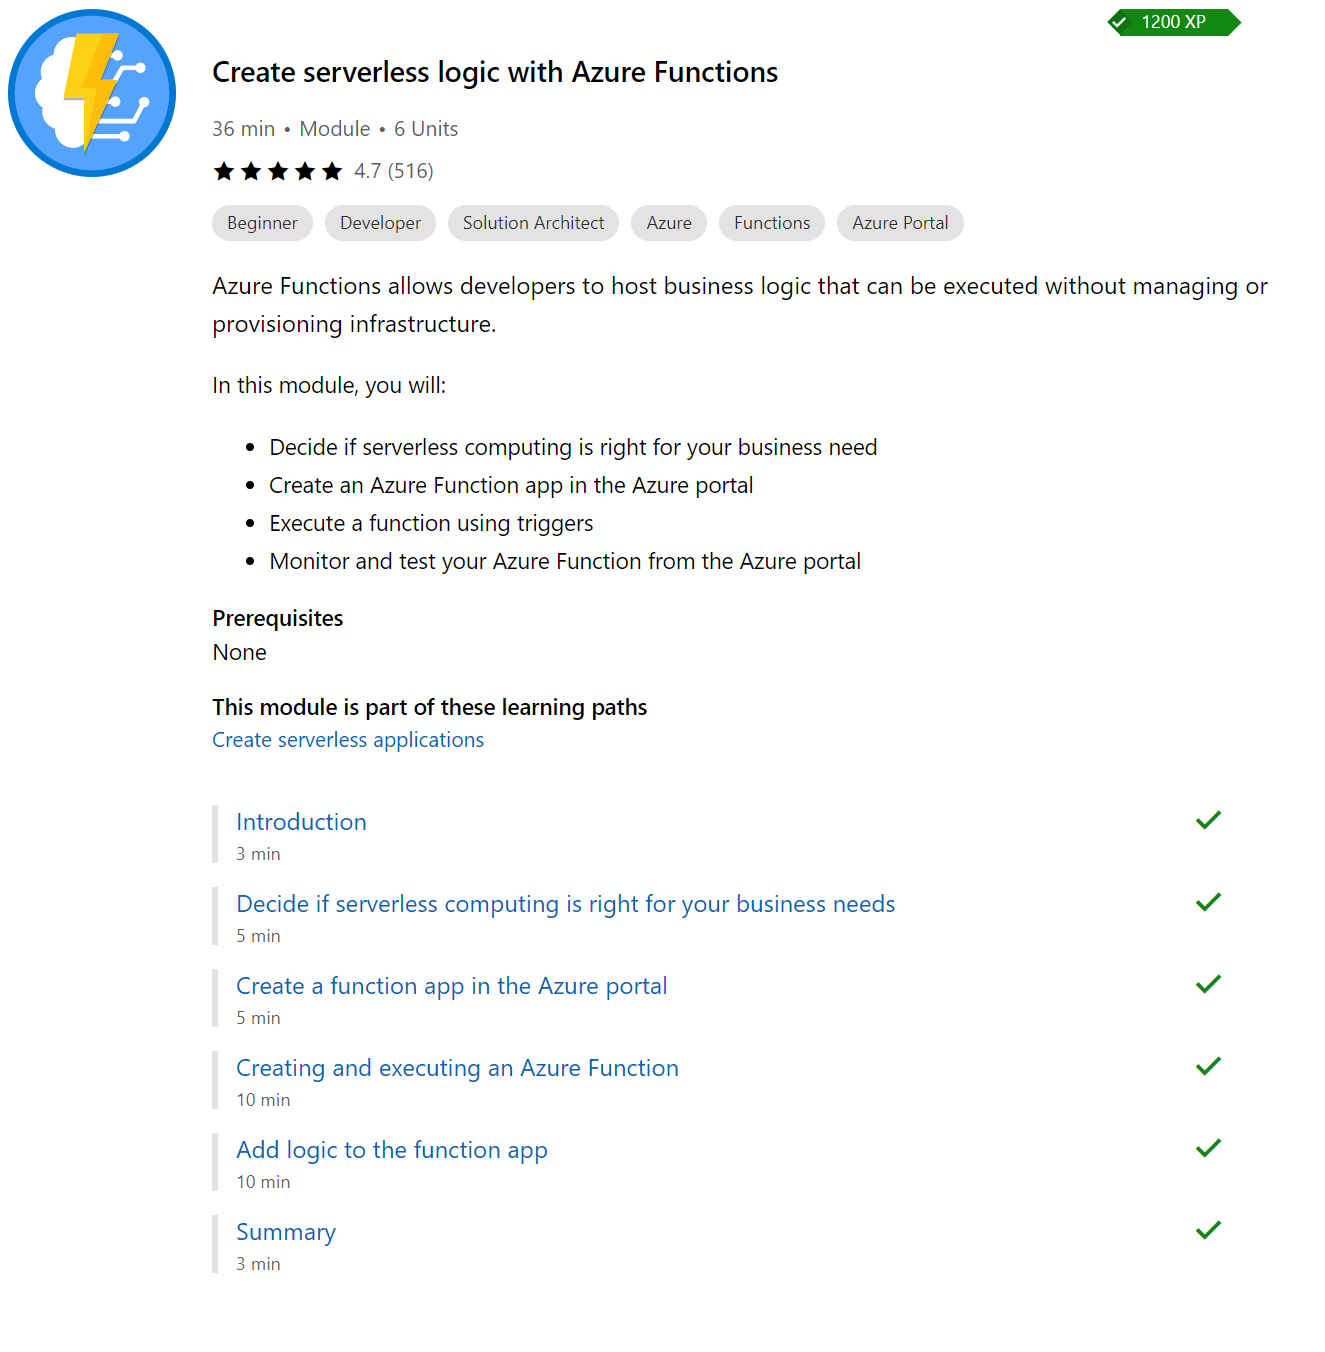 1200 XP
Create serverless logic with Azure Functions
36 min • Module • 6 Units
4.7 (516)
Beginner Developer Solution Architect Azure Functions Azure Portal
Azure Functions allows developers to host business logic that can be executed without managing or
provisioning infrastructure.
In this module, you will:
• Decide if serverless computing is right for your business need
• Create an Azure Function app in the Azure portal
• Execute a function using triggers
• Monitor and test your Azure Function from the Azure portal
Prerequisites
None
This module is part of these learning paths
Create serverless applications
Introduction
3 min
Decide if serverless computing is right for your business needs
5 min
Create a function app in the Azure portal
5 min
Creating and executing an Azure Function
10 min
Add logic to the function app
10 min
Summary
3 min